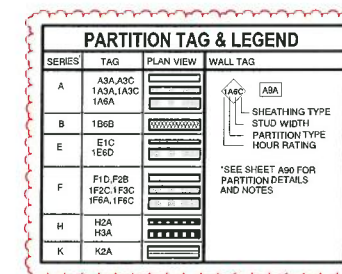 PARTITION TAG & LEGEND
SERIES TAG PLAN VIEW WALL TAG
A A3A,A3C
1A3A,1A3C
1A6A
B 1B6B
E E1C
1E6D
F F1D,F2B
1F2C,1F3C
1F6A,1F6C
H H2A
H3A
K K2A
1A6C A9A
SHEATHING TYPE
STUD WIDTH
PARTITION TYPE
HOUR RATING
*SEE SHEET A90 FOR
PARTITION DETAILS
AND NOTES